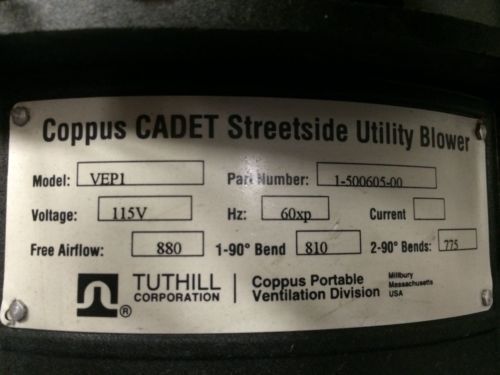 Coppus CADET Streetside Utility Blower
Model: VEP1 Part Number: 1-500605-00
Voltage: 115V Hz: 60xp Current
Free Airflow: 880 1-90° Bend 810 2-90° Bends: 775
TUTHILL
CORPORATION
®
Coppus Portable
Ventilation Division
Millbury
Massachusetts
USA